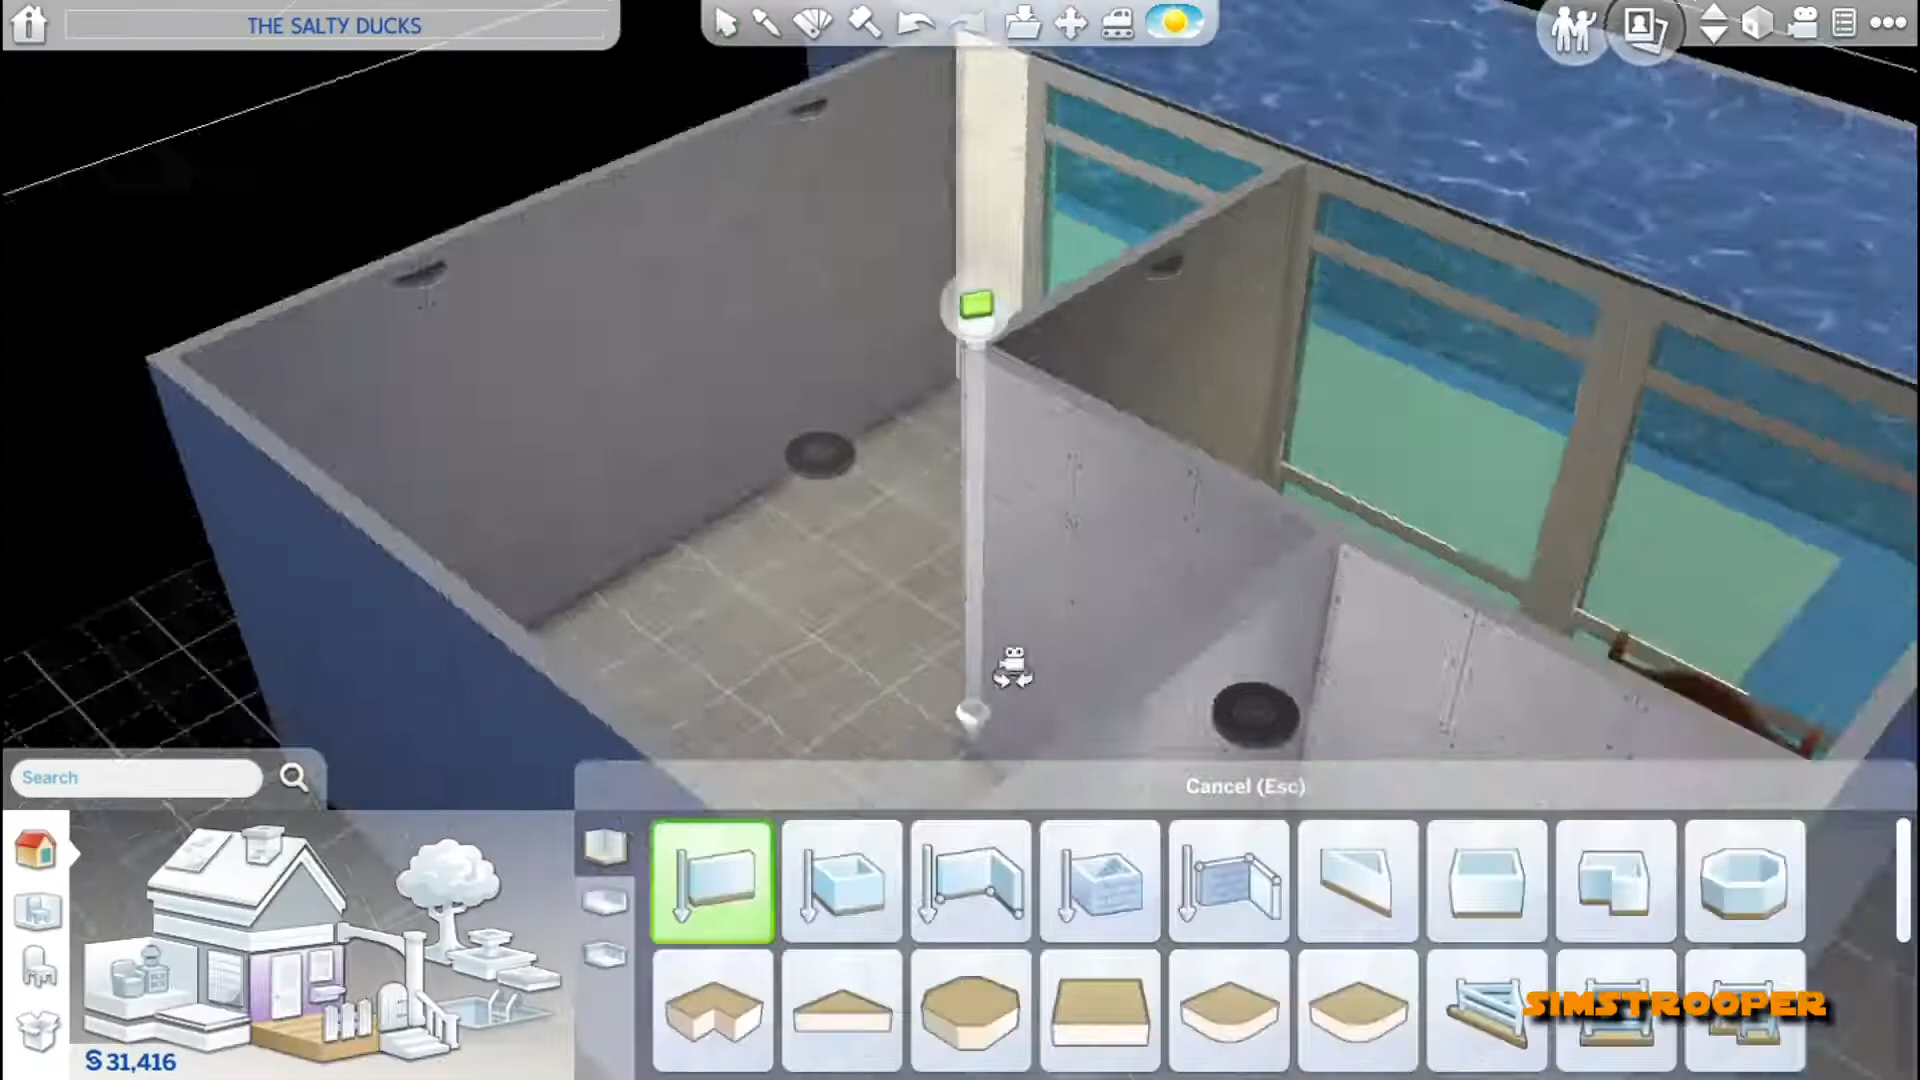 THE SALTY DUCKS
Search
Cancel (Esc)
SIMSTROOPER
§31,416